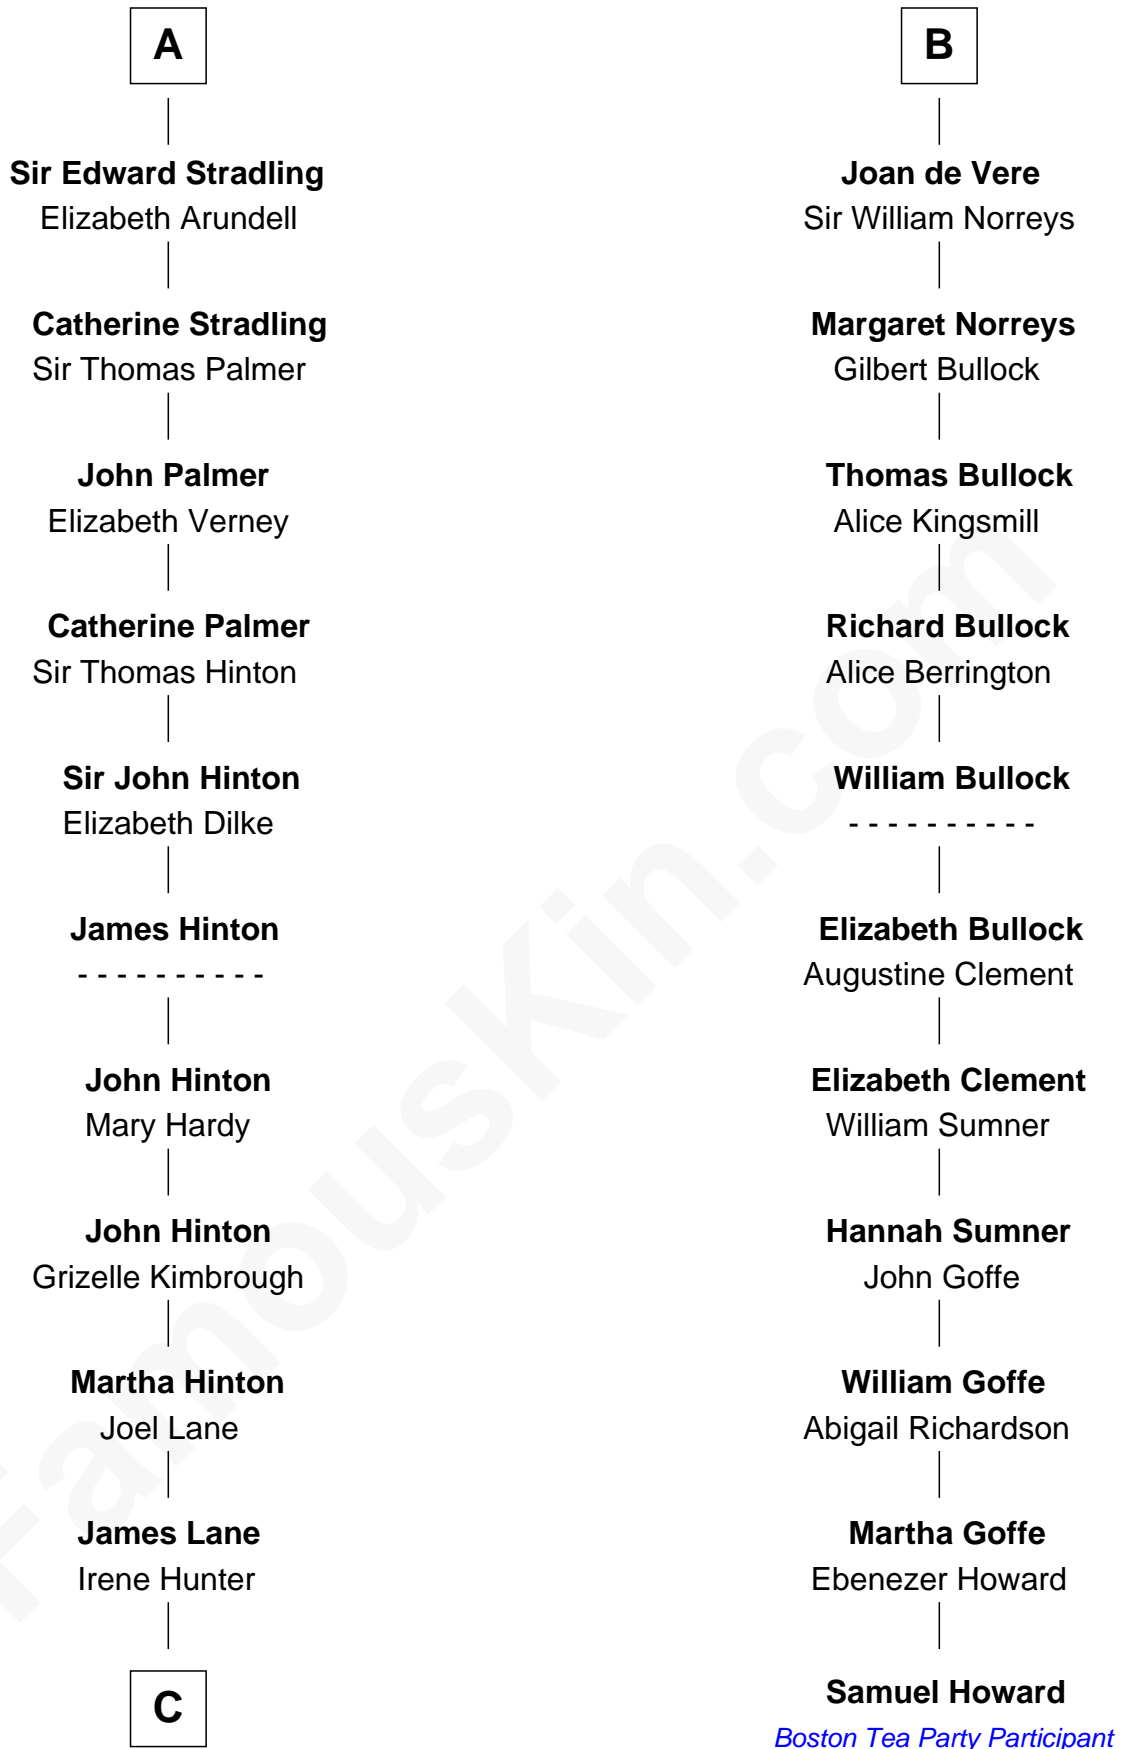 A
Sir Edward Stradling
Elizabeth Arundell
Catherine Stradling
Sir Thomas Palmer
John Palmer
Elizabeth Verney
Catherine Palmer
Sir Thomas Hinton
Sir John Hinton
Elizabeth Dilke
James Hinton
- - - - - - - - - -
John Hinton
Mary Hardy
John Hinton
Grizelle Kimbrough
Martha Hinton
Joel Lane
James Lane
Irene Hunter
C
B
Joan de Vere
Sir William Norreys
Margaret Norreys
Gilbert Bullock
Thomas Bullock
Alice Kingsmill
Richard Bullock
Alice Berrington
William Bullock
- - - - - - - - - -
Elizabeth Bullock
Augustine Clement
Elizabeth Clement
William Sumner
Hannah Sumner
John Goffe
William Goffe
Abigail Richardson
Martha Goffe
Ebenezer Howard
Samuel Howard
Boston Tea Party Participant
FamousKin.com